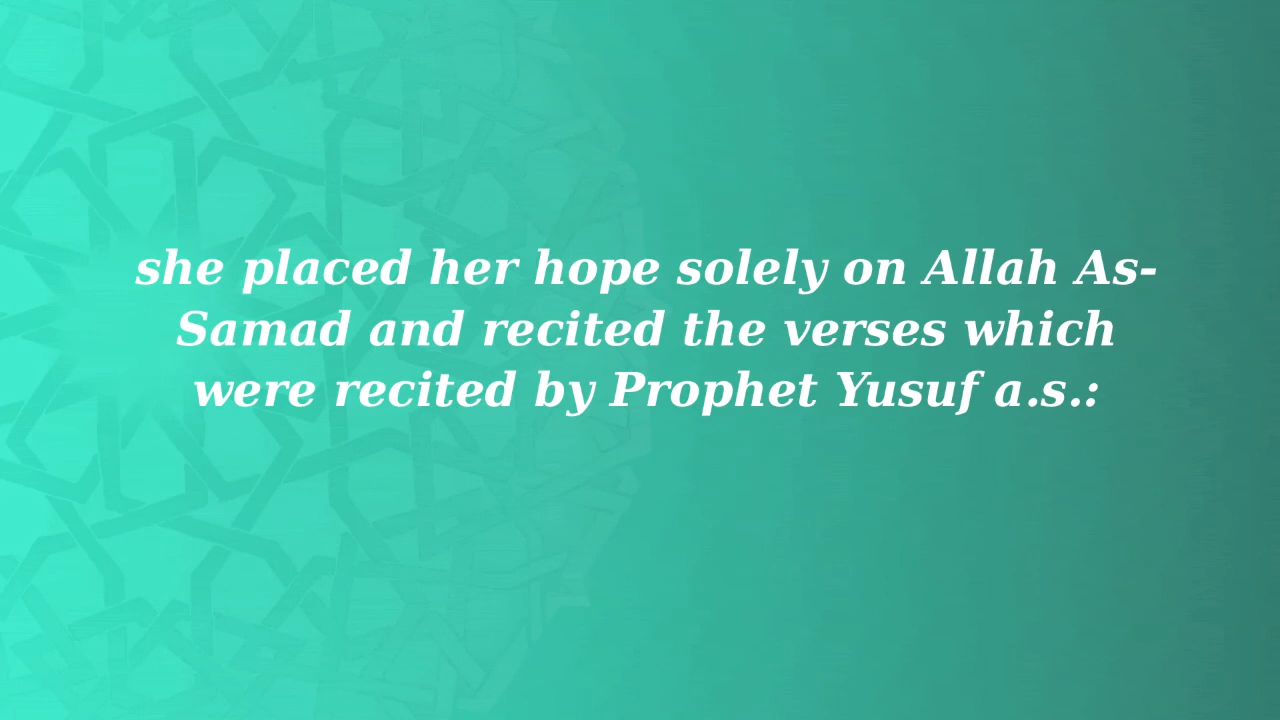 she placed her hope solely on Allah As-
Samad and recited the verses which
were recited by Prophet Yusuf a.s.: